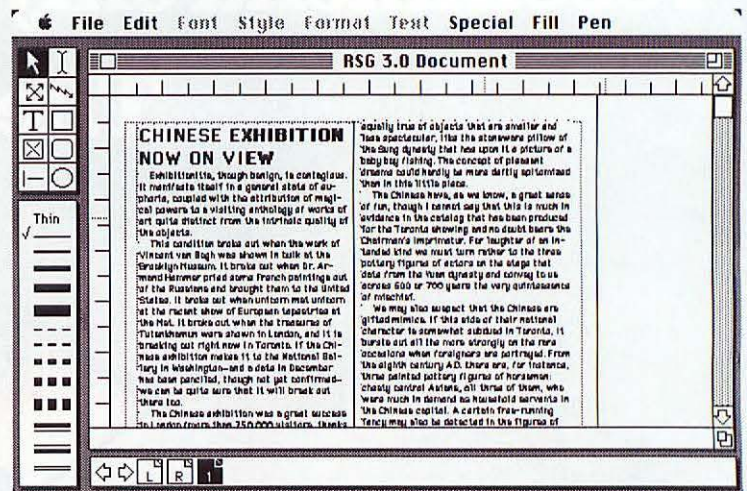 File Edit Font Style Format Text Special Fill Pen
RSG 3.0 Document
T
Thin
CHINESE EXHIBITION
NOW ON VIEW
Exhibitionitis, though benign, is contagious.
It manifests itself in a general state of eu-
phoria, coupled with the attribution of magi-
cal powers to a visiting anthology of works of
art quite distinct from the intrinsic quality of
the objects.
This condition broke out when the work of
Vincent van Gogh was shown in bulk at the
Brooklyn Museum. It broke out when Dr. Ar-
mand Hammer pried some French paintings out
of the Russians and brought them to the United
States. It broke out when unicorn met unicorn
at the recent show of European tapestries at
the Met. It broke out when the treasures of
Tutankhamun were shown in London, and it is
breaking out right now in Toronto. If the Chi-
nese exhibition makes it to the National Gal-
lery in Washington—and a date in December
has been penciled, though not yet confirmed—
we can be quite sure that it will break out
there too.
The Chinese exhibition was a great success
in London (more than 750,000 visitors, thanks
equally true of objects that are smaller and
less spectacular, like the stoneware pillow of
the Sung dynasty that has upon it a picture of a
baby boy fishing. The concept of pleasant
dreams could hardly be more deftly epitomized
than in this little piece.
The Chinese have, as we know, a great sense
of fun, though I cannot say that this is much in
evidence in the catalog that has been produced
for the Toronto showing and no doubt bears the
Chairman's imprimatur. For laughter of an in-
tended kind we must turn rather to the three
pottery figures of actors on the stage that
date from the Yuan dynasty and convey to us
across 600 or 700 years the very quintessence
of mischief.
We may also suspect that the Chinese are
gifted mimics. If this side of their national
character is somewhat subdued in Toronto, it
bursts out all the more strongly on the rare
occasions when foreigners are portrayed. From
the eighth century A.D. there are, for instance,
three painted pottery figures of horsemen:
chesty central Asians, all three of them, who
were much in demand as household servants in
the Chinese capital. A certain free-running
fancy may also be detected in the figures of
L R 1